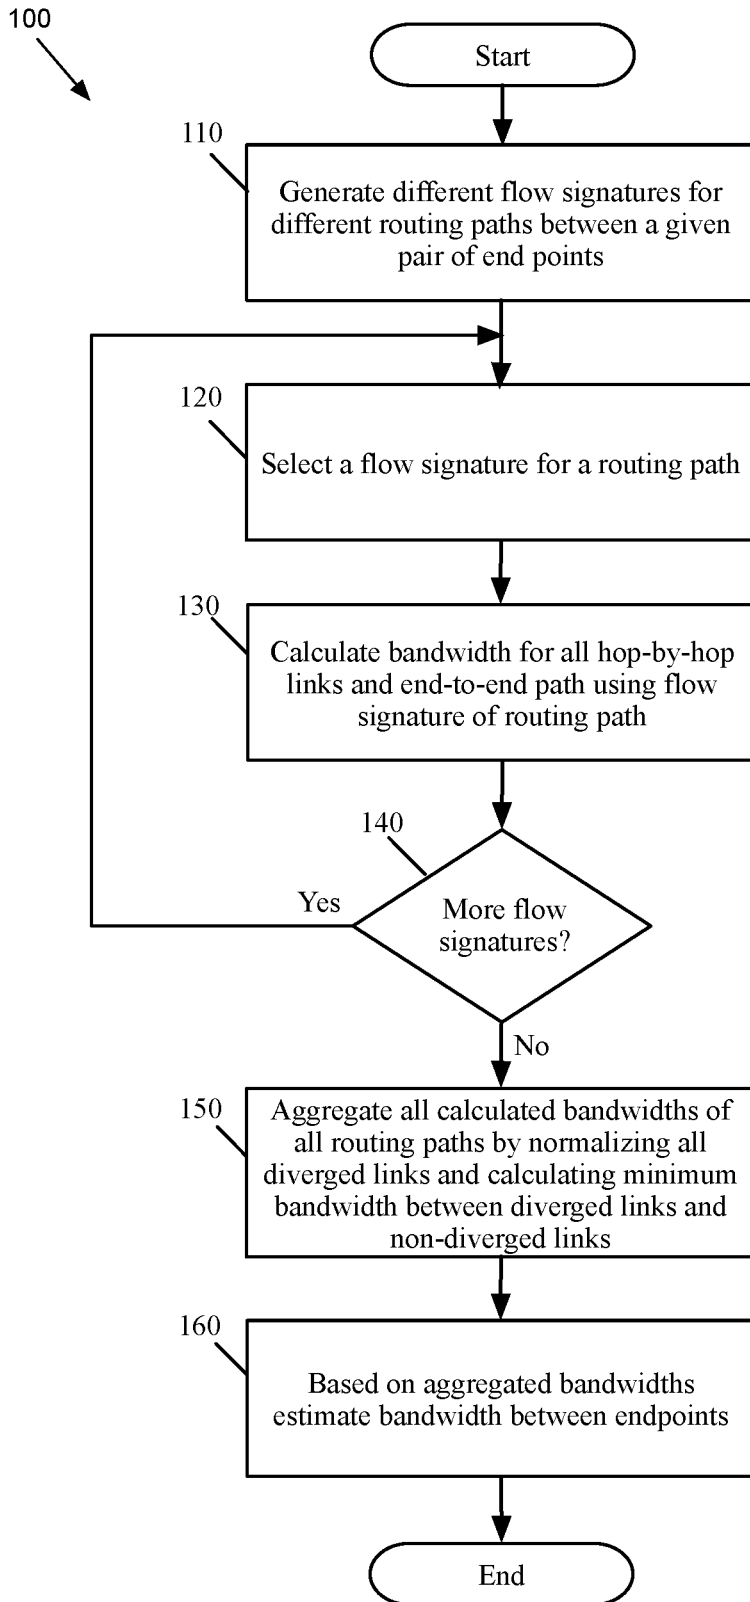 100
Start
110
Generate different flow signatures for
different routing paths between a given
pair of end points
120
Select a flow signature for a routing path
130
Calculate bandwidth for all hop-by-hop
links and end-to-end path using flow
signature of routing path
140
Yes
More flow
signatures?
No
150
Aggregate all calculated bandwidths of
all routing paths by normalizing all
diverged links and calculating minimum
bandwidth between diverged links and
non-diverged links
160
Based on aggregated bandwidths
estimate bandwidth between endpoints
End